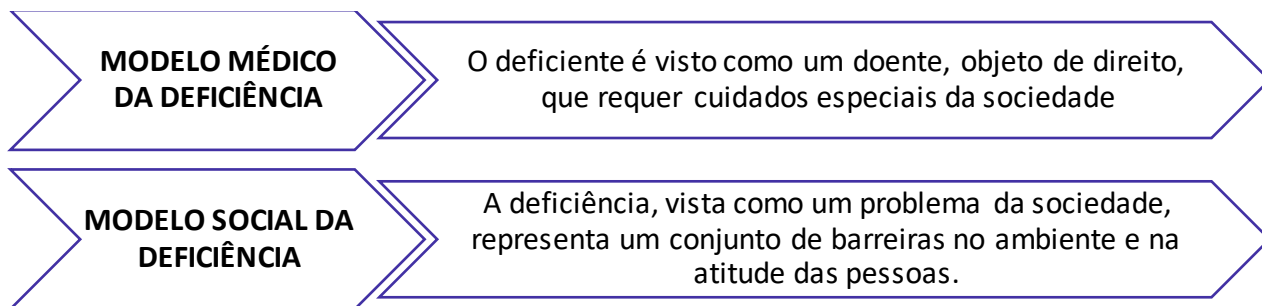 MODELO MÉDICO
DA DEFICIÊNCIA
O deficiente é visto como um doente, objeto de direito,
que requer cuidados especiais da sociedade
MODELO SOCIAL DA
DEFICIÊNCIA
A deficiência, vista como um problema da sociedade,
representa um conjunto de barreiras no ambiente e na
atitude das pessoas.